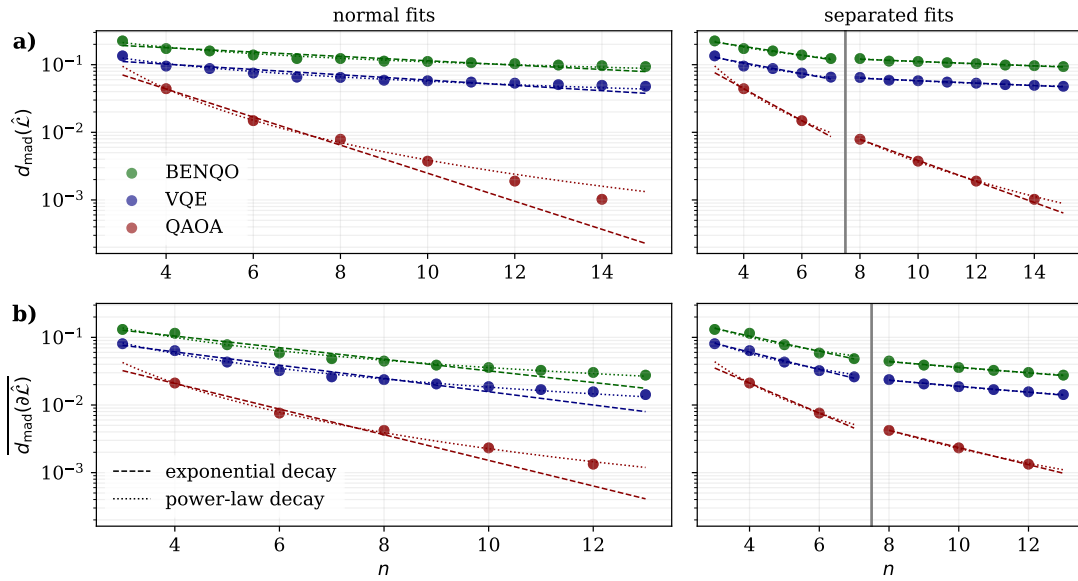 normal fits
separated fits
a)
d_mad(ℒ̂)
10⁻¹
10⁻²
10⁻³
BENQO
VQE
QAOA
4 6 8 10 12 14
4 6 8 10 12 14
b)
d_mad(∂ℒ̂)
10⁻¹
10⁻²
10⁻³
exponential decay
power-law decay
4 6 8 10 12
4 6 8 10 12
n
n